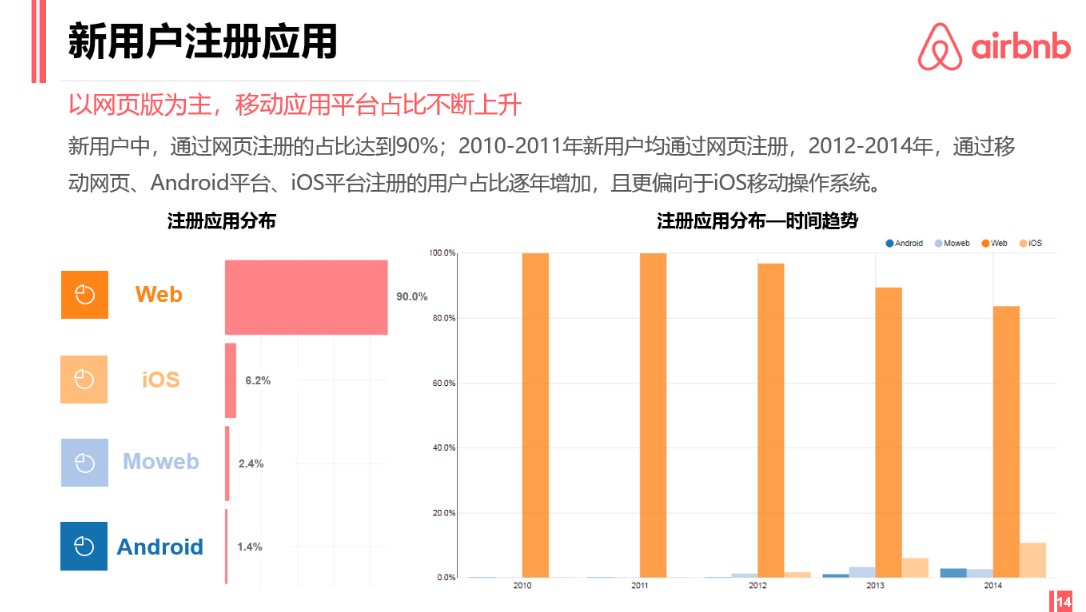 新用户注册应用
airbnb
以网页版为主，移动应用平台占比不断上升
新用户中，通过网页注册的占比达到90%；2010-2011年新用户均通过网页注册，2012-2014年，通过移
动网页、Android平台、iOS平台注册的用户占比逐年增加，且更偏向于iOS移动操作系统。
注册应用分布
Web
90.0%
iOS
6.2%
Moweb
2.4%
Android
1.4%
注册应用分布—时间趋势
Android Moweb Web iOS
100.0%
80.0%
60.0%
40.0%
20.0%
0.0%
2010 2011 2012 2013 2014
14